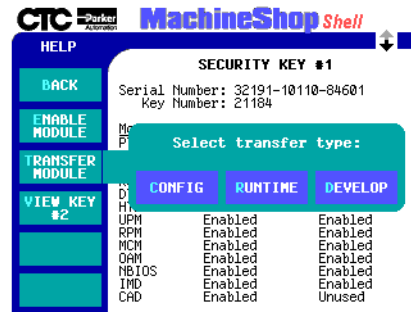 CTC Parker Automation MachineShop Shell
HELP
SECURITY KEY #1
BACK
Serial Number: 32191-10110-84601
Key Number: 21184
ENABLE MODULE
TRANSFER MODULE
Select transfer type:
CONFIG RUNTIME DEVELOP
VIEW KEY #2
UPM Enabled Enabled
RPM Enabled Enabled
MCM Enabled Enabled
OAM Enabled Enabled
NBIOS Enabled Enabled
IMD Enabled Enabled
CAD Enabled Unused